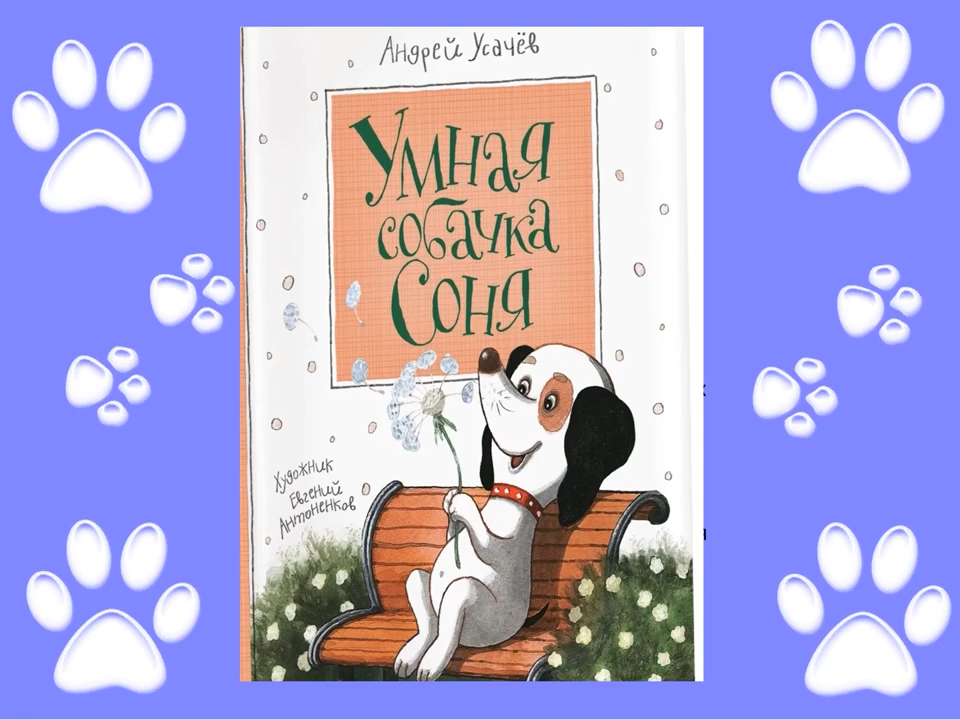 Андрей Усачёв
Умная
собачка
Соня
Художник
Евгений
Антоненков
к
я